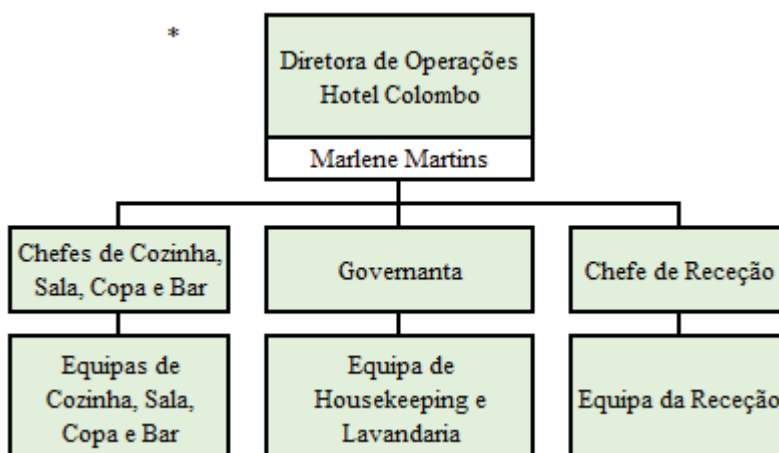 *
Diretora de Operações
Hotel Colombo
Marlene Martins
Chefes de Cozinha,
Sala, Copa e Bar
Governanta
Chefe de Receção
Equipas de
Cozinha, Sala,
Copa e Bar
Equipa de
Housekeeping e
Lavandaria
Equipa da Receção